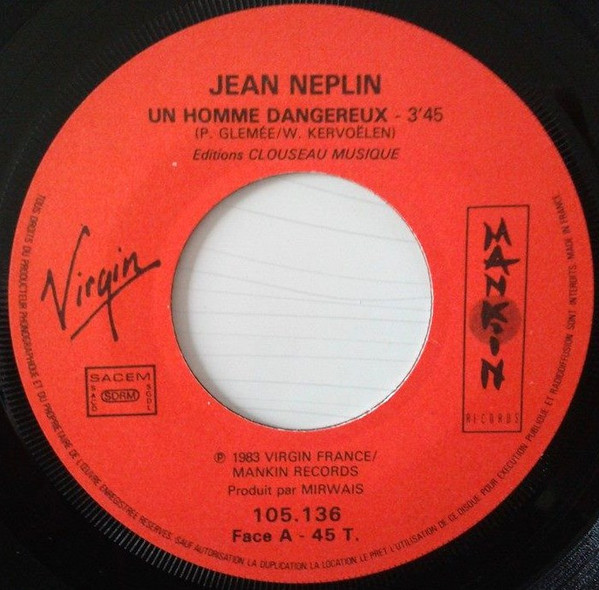 JEAN NEPLIN
UN HOMME DANGEREUX - 3'45
(P. GLEMÉE/W. KERVOËLEN)
Editions CLOUSEAU MUSIQUE
Virgin
MANKIN
RECORDS
SACEM
SACD SDRM SGDL
℗ 1983 VIRGIN FRANCE/
MANKIN RECORDS
Produit par MIRWAIS
105.136
Face A - 45 T.
TOUS DROITS DU PRODUCTEUR PHONOGRAPHIQUE ET DU PROPRIETAIRE DE L'ŒUVRE ENREGISTREE RESERVES. SAUF AUTORISATION, LA DUPLICATION, LA LOCATION, LE PRET, L'UTILISATION DE CE DISQUE POUR EXECUTION PUBLIQUE ET RADIODIFFUSION SONT INTERDITS. MADE IN FRANCE.